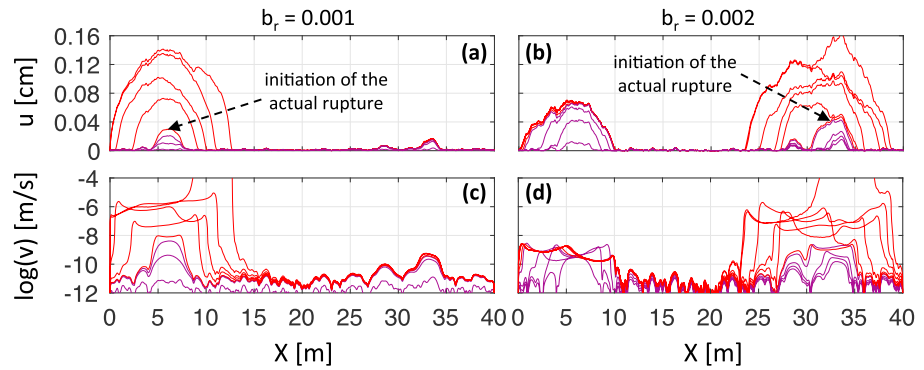 b_r = 0.001
b_r = 0.002
(a)
(b)
initiation of the
actual rupture
initiation of the
actual rupture
u [cm]
0.16
0.12
0.08
0.04
0
(c)
(d)
log(v) [m/s]
-4
-6
-8
-10
-12
0 5 10 15 20 25 30 35 40
0 5 10 15 20 25 30 35 40
X [m]
X [m]